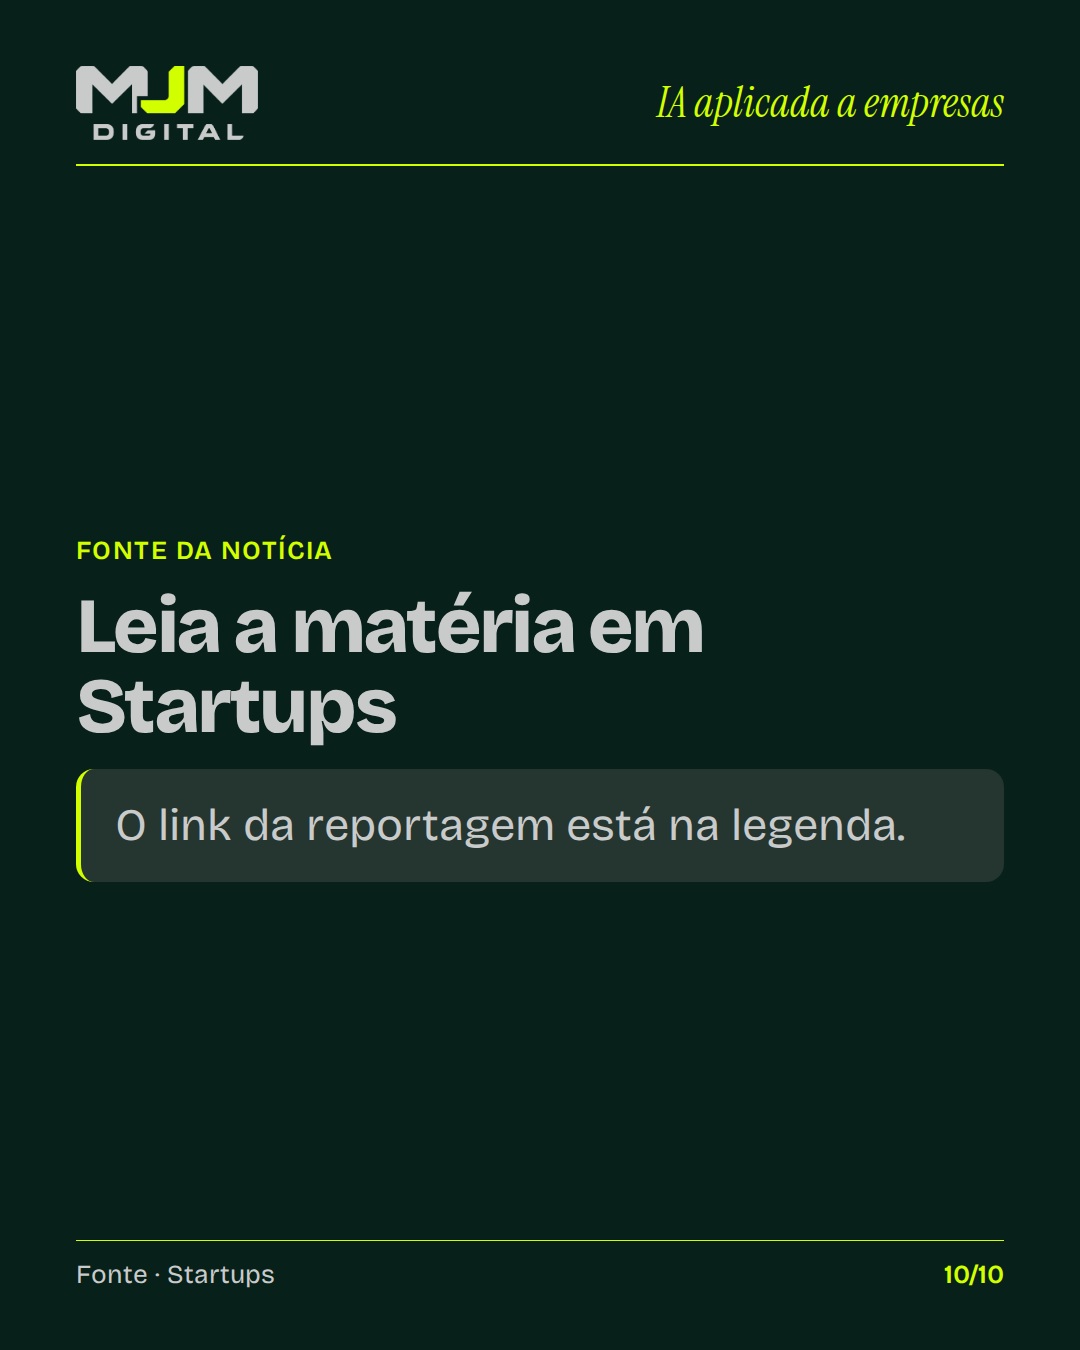 MJM
DIGITAL
IA aplicada a empresas
FONTE DA NOTÍCIA
Leia a matéria em
Startups
O link da reportagem está na legenda.
Fonte · Startups
10/10